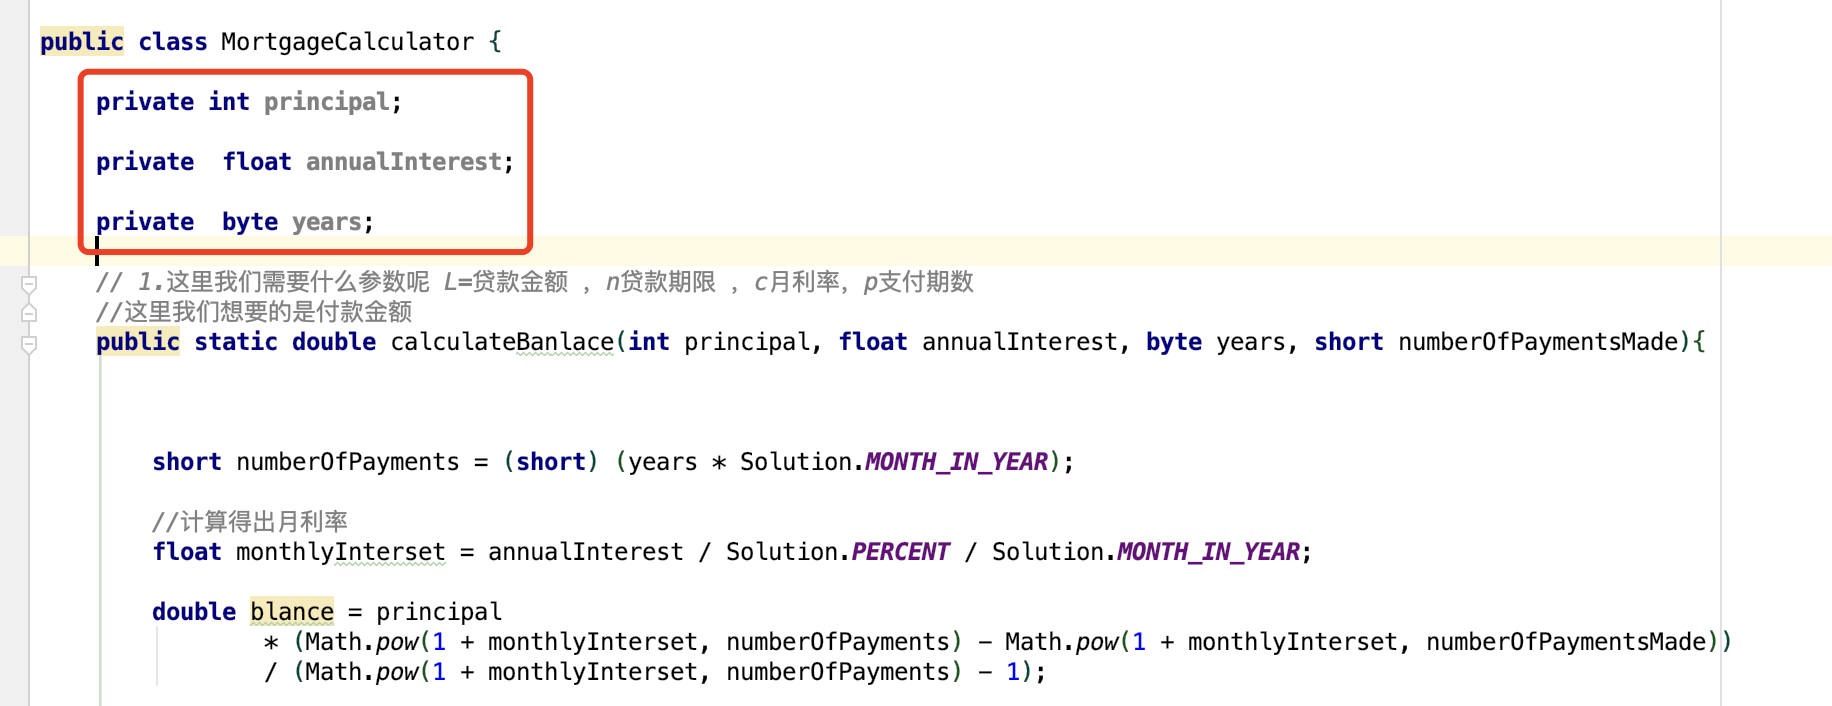 public class MortgageCalculator {
private int principal;
private  float annualInterest;
private  byte years;
// 1.这里我们需要什么参数呢 L=贷款金额 ，n贷款期限 ，c月利率，p支付期数
//这里我们想要的是付款金额
public static double calculateBanlace(int principal, float annualInterest, byte years, short numberOfPaymentsMade){
short numberOfPayments = (short) (years * Solution.MONTH_IN_YEAR);
//计算得出月利率
float monthlyInterset = annualInterest / Solution.PERCENT / Solution.MONTH_IN_YEAR;
double blance = principal
* (Math.pow(1 + monthlyInterset, numberOfPayments) - Math.pow(1 + monthlyInterset, numberOfPaymentsMade))
/ (Math.pow(1 + monthlyInterset, numberOfPayments) - 1);